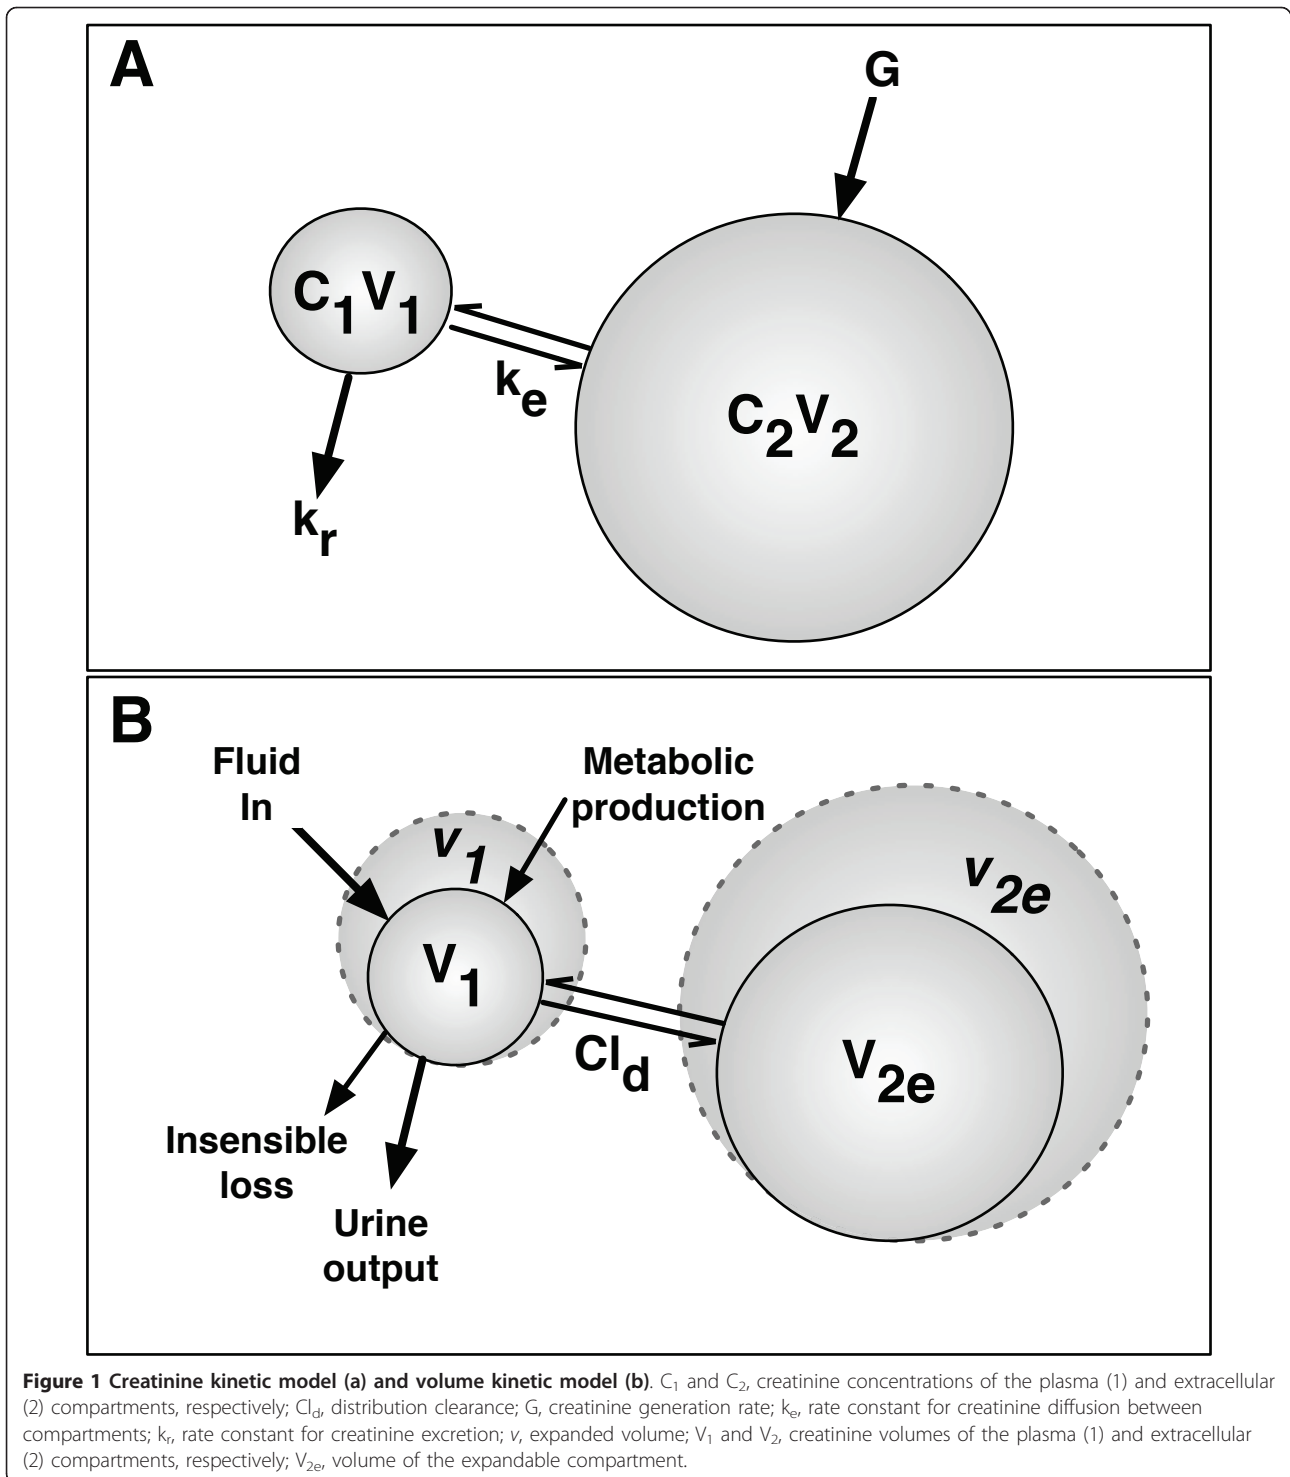 A
G
C₁V₁
kₑ
C₂V₂
kᵣ
B
Fluid
In
Metabolic
production
v₁
v₂ₑ
V₁
Cl_d
V₂ₑ
Insensible
loss
Urine
output
Figure 1 Creatinine kinetic model (a) and volume kinetic model (b). C₁ and C₂, creatinine concentrations of the plasma (1) and extracellular
(2) compartments, respectively; Cl_d, distribution clearance; G, creatinine generation rate; kₑ, rate constant for creatinine diffusion between
compartments; kᵣ, rate constant for creatinine excretion; v, expanded volume; V₁ and V₂, creatinine volumes of the plasma (1) and extracellular
(2) compartments, respectively; V₂ₑ, volume of the expandable compartment.